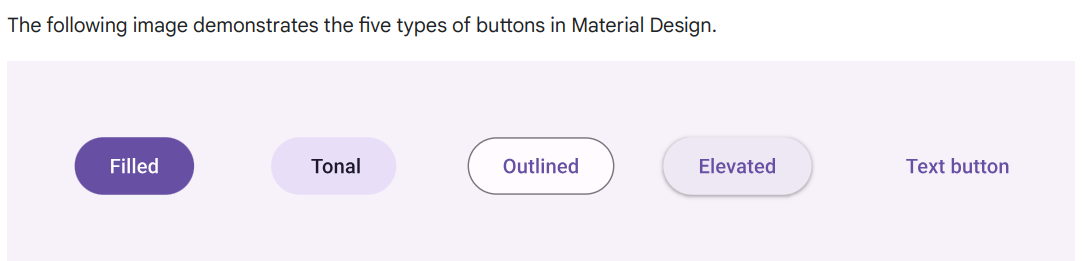 The following image demonstrates the five types of buttons in Material Design.
Filled Tonal Outlined Elevated Text button